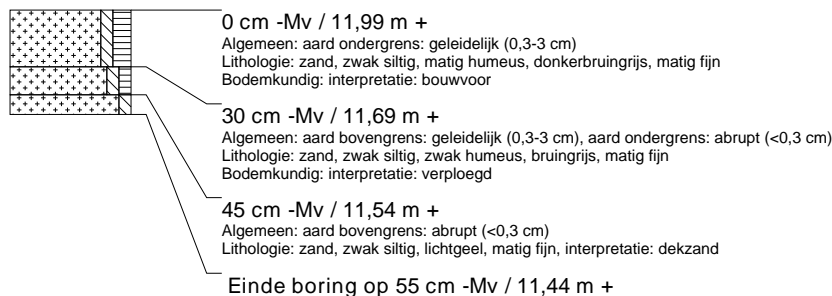 0 cm -Mv / 11,99 m +
Algemeen: aard ondergrens: geleidelijk (0,3-3 cm)
Lithologie: zand, zwak siltig, matig humeus, donkerbruingrijs, matig fijn
Bodemkundig: interpretatie: bouwvoor
30 cm -Mv / 11,69 m +
Algemeen: aard bovengrens: geleidelijk (0,3-3 cm), aard ondergrens: abrupt (<0,3 cm)
Lithologie: zand, zwak siltig, zwak humeus, bruingrijs, matig fijn
Bodemkundig: interpretatie: verploegd
45 cm -Mv / 11,54 m +
Algemeen: aard bovengrens: abrupt (<0,3 cm)
Lithologie: zand, zwak siltig, lichtgeel, matig fijn, interpretatie: dekzand
Einde boring op 55 cm -Mv / 11,44 m +